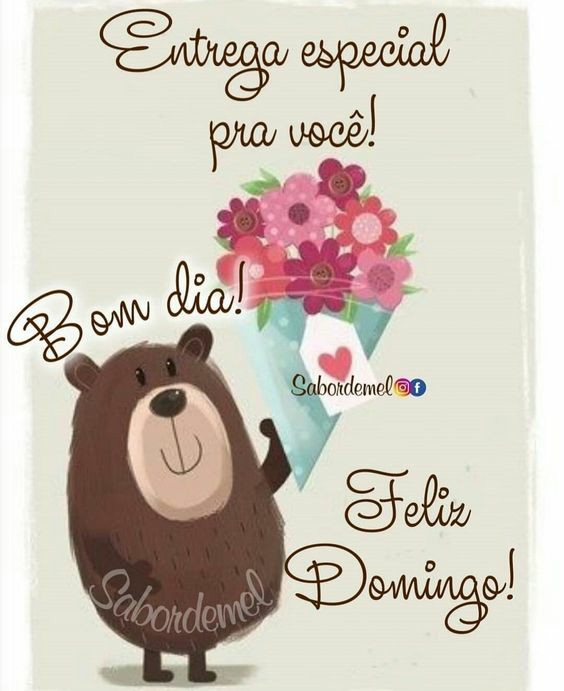 Entrega especial
pra você!
Bom dia!
Sabordemel
Feliz
Domingo!
Sabordemel